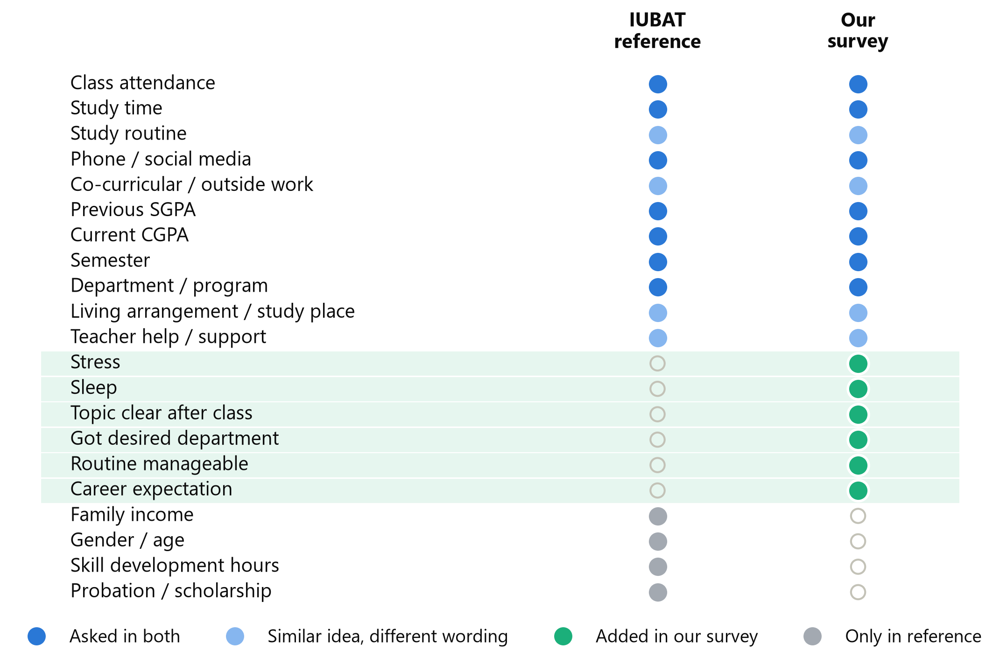 IUBAT
reference
Our
survey
Class attendance
Study time
Study routine
Phone / social media
Co-curricular / outside work
Previous SGPA
Current CGPA
Semester
Department / program
Living arrangement / study place
Teacher help / support
Stress
Sleep
Topic clear after class
Got desired department
Routine manageable
Career expectation
Family income
Gender / age
Skill development hours
Probation / scholarship
Asked in both
Similar idea, different wording
Added in our survey
Only in reference